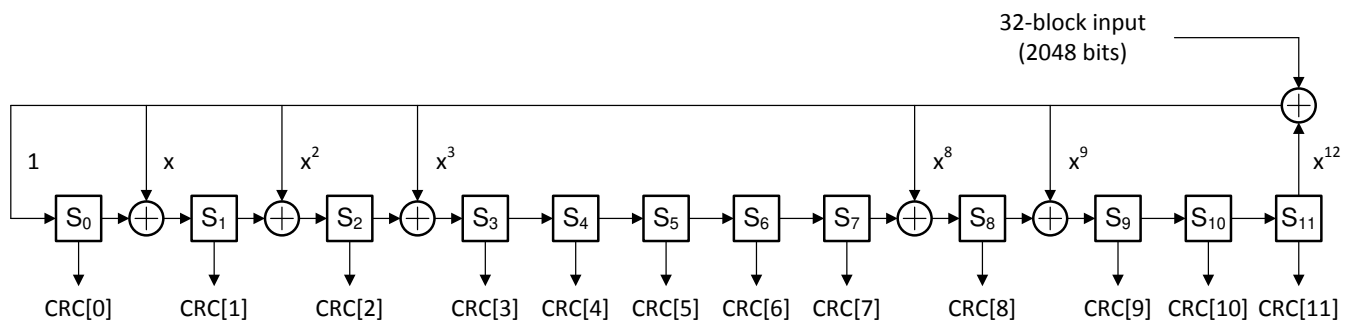 32-block input
(2048 bits)
1 x x² x³ x⁸ x⁹ x¹²
S₀ S₁ S₂ S₃ S₄ S₅ S₆ S₇ S₈ S₉ S₁₀ S₁₁
CRC[0] CRC[1] CRC[2] CRC[3] CRC[4] CRC[5] CRC[6] CRC[7] CRC[8] CRC[9] CRC[10] CRC[11]